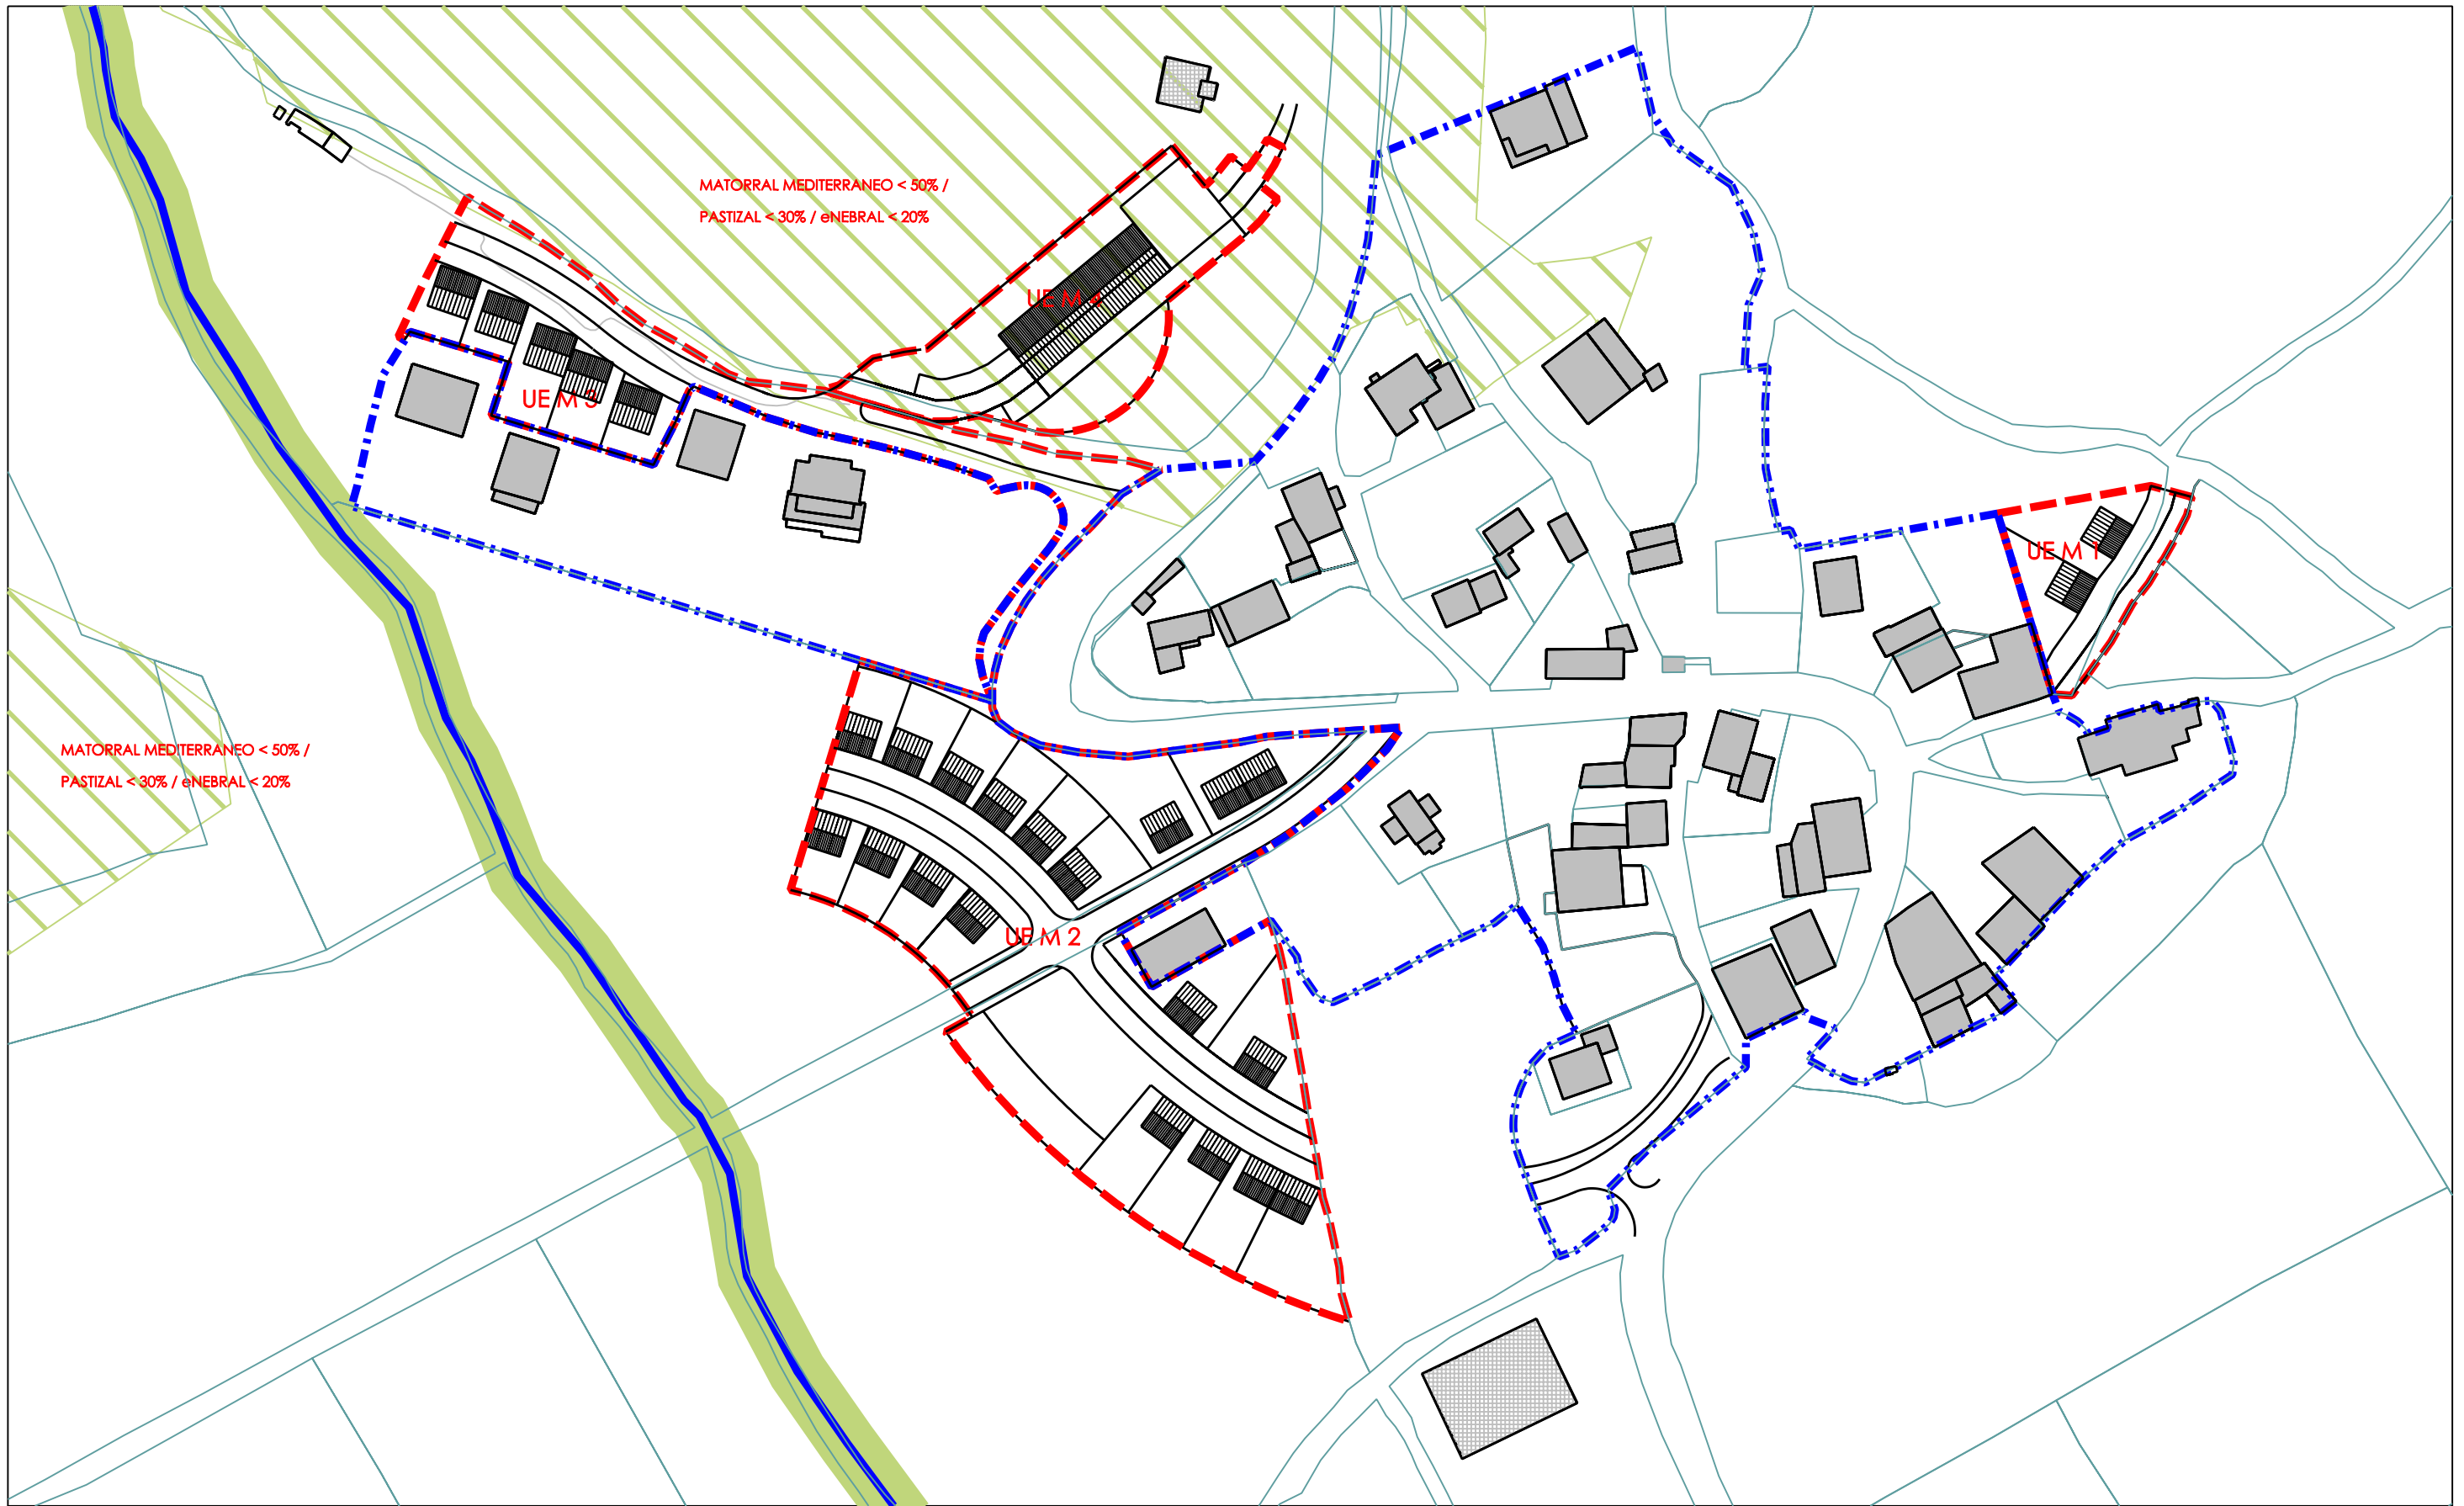 MATORRAL MEDITERRANEO < 50% /
PASTIZAL < 30% / eNEBRAL < 20%
UE M
UE M 3
UE M 1
MATORRAL MEDITERRANEO < 50% /
PASTIZAL < 30% / eNEBRAL < 20%
UE M 2